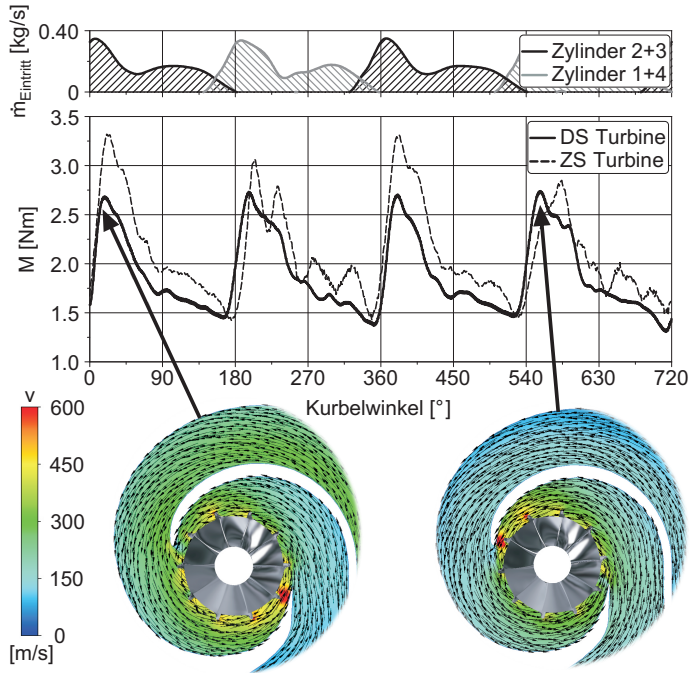 ṁEintritt [kg/s]
0.40
0
Zylinder 2+3
Zylinder 1+4
M [Nm]
3.5
3.0
2.5
2.0
1.5
1.0
DS Turbine
ZS Turbine
0 90 180 270 360 450 540 630 720
Kurbelwinkel [°]
v
600
450
300
150
0
[m/s]